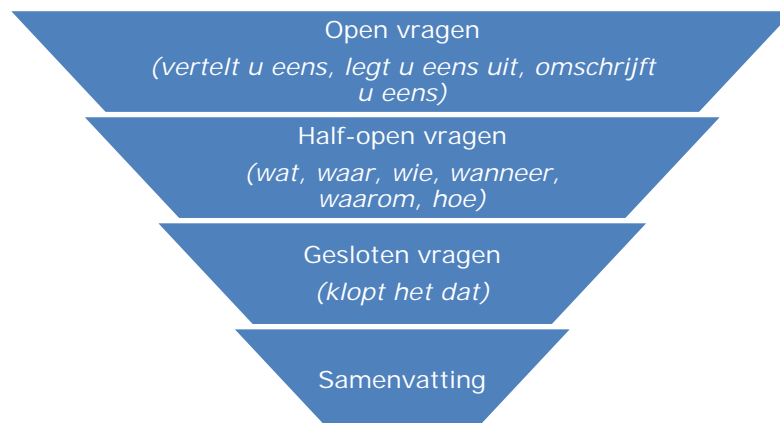 Open vragen
(vertelt u eens, legt u eens uit, omschrijft
u eens)
Half-open vragen
(wat, waar, wie, wanneer,
waarom, hoe)
Gesloten vragen
(klopt het dat)
Samenvatting